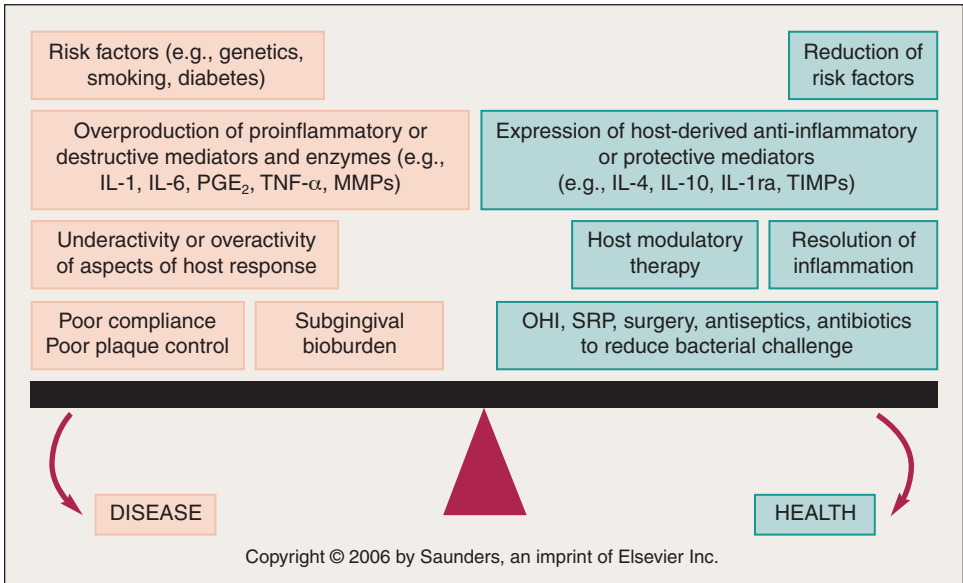 Risk factors (e.g., genetics,
smoking, diabetes)
Reduction of
risk factors
Overproduction of proinflammatory or
destructive mediators and enzymes (e.g.,
IL-1, IL-6, PGE₂, TNF-α, MMPs)
Expression of host-derived anti-inflammatory
or protective mediators
(e.g., IL-4, IL-10, IL-1ra, TIMPs)
Underactivity or overactivity
of aspects of host response
Host modulatory
therapy
Resolution of
inflammation
Poor compliance
Poor plaque control
Subgingival
bioburden
OHI, SRP, surgery, antiseptics, antibiotics
to reduce bacterial challenge
DISEASE
HEALTH
Copyright © 2006 by Saunders, an imprint of Elsevier Inc.